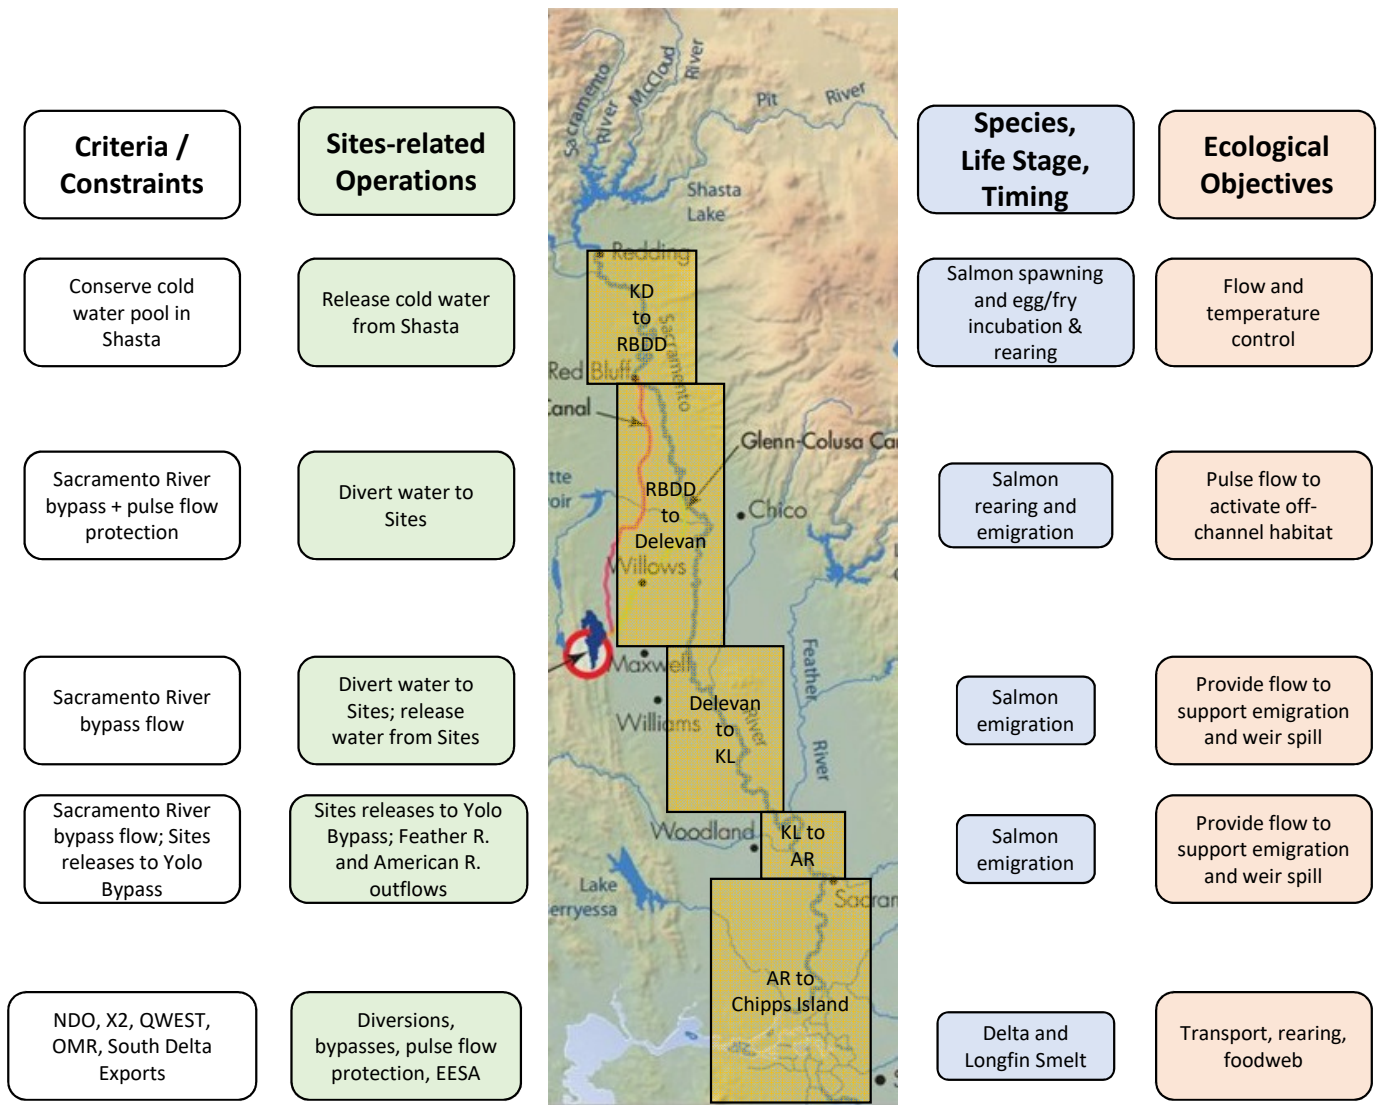 Criteria /
Constraints
Sites-related
Operations
Species,
Life Stage,
Timing
Ecological
Objectives
Sacramento
River
McCloud
River
Pit
River
Shasta
Lake
Redding
Conserve cold
water pool in
Shasta
Release cold water
from Shasta
KD
to
RBDD
Sacramento
Salmon spawning
and egg/fry
incubation &
rearing
Flow and
temperature
control
Red Bluff
Canal
Glenn-Colusa Ca
Sacramento River
bypass + pulse flow
protection
Divert water to
Sites
tte
oir
RBDD
to
Delevan
Chico
Willows
Salmon
rearing and
emigration
Pulse flow to
activate off-
channel habitat
Sacramento River
bypass flow
Divert water to
Sites; release
water from Sites
Maxwell
Williams
Delevan
to
KL
River
Feather
River
Salmon
emigration
Provide flow to
support emigration
and weir spill
Sacramento River
bypass flow; Sites
releases to Yolo
Bypass
Sites releases to Yolo
Bypass; Feather R.
and American R.
outflows
Woodland
KL to
AR
Lake
erryessa
Sacram
Salmon
emigration
Provide flow to
support emigration
and weir spill
NDO, X2, QWEST,
OMR, South Delta
Exports
Diversions,
bypasses, pulse flow
protection, EESA
AR to
Chipps Island
Delta and
Longfin Smelt
Transport, rearing,
foodweb